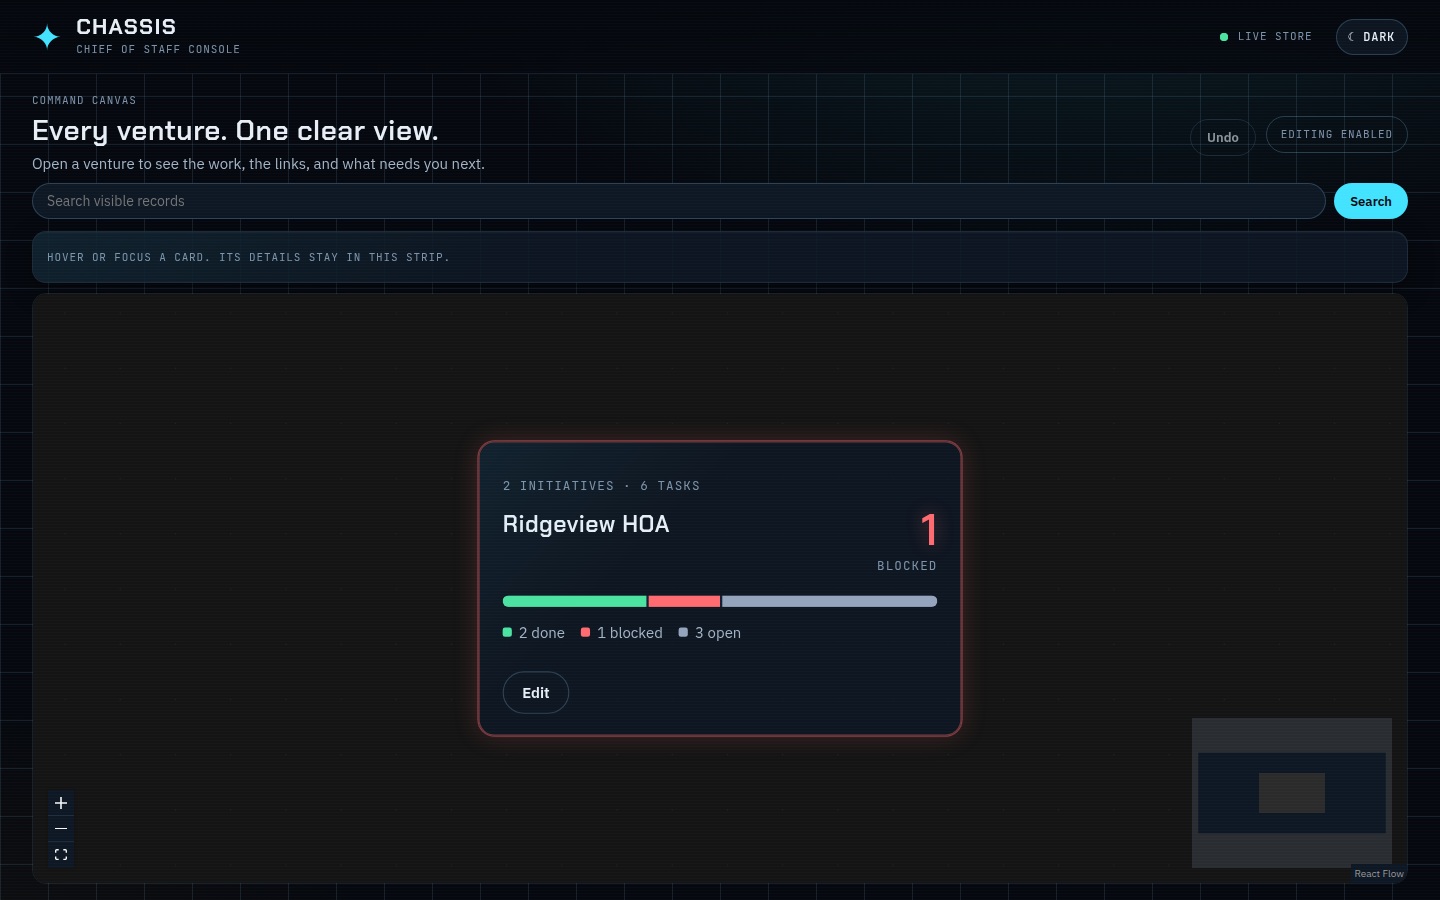 CHASSIS
CHIEF OF STAFF CONSOLE
LIVE STORE
☾ DARK
COMMAND CANVAS
Every venture. One clear view.
Open a venture to see the work, the links, and what needs you next.
Undo
EDITING ENABLED
Search visible records
Search
HOVER OR FOCUS A CARD. ITS DETAILS STAY IN THIS STRIP.
2 INITIATIVES · 6 TASKS
Ridgeview HOA
1
BLOCKED
2 done
1 blocked
3 open
Edit
React Flow